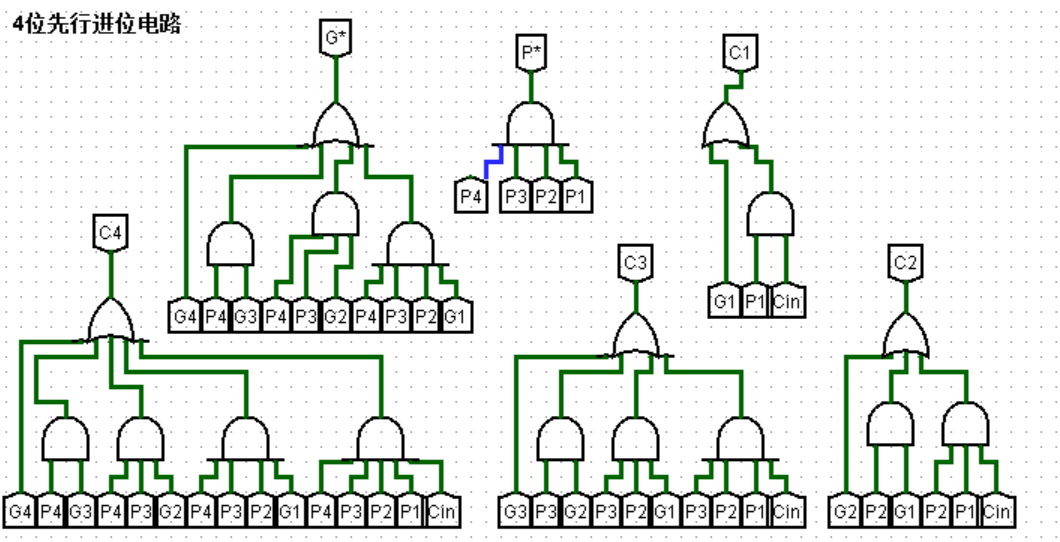 4位先行进位电路
G*
P*
C1
P4 P3 P2 P1
C4
C3
C2
G4 P4 G3 P4 P3 G2 P4 P3 P2 G1
G1 P1 Cin
G4 P4 G3 P4 P3 G2 P4 P3 P2 G1 P4 P3 P2 P1 Cin
G3 P3 G2 P3 P2 G1 P3 P2 P1 Cin
G2 P2 G1 P2 P1 Cin